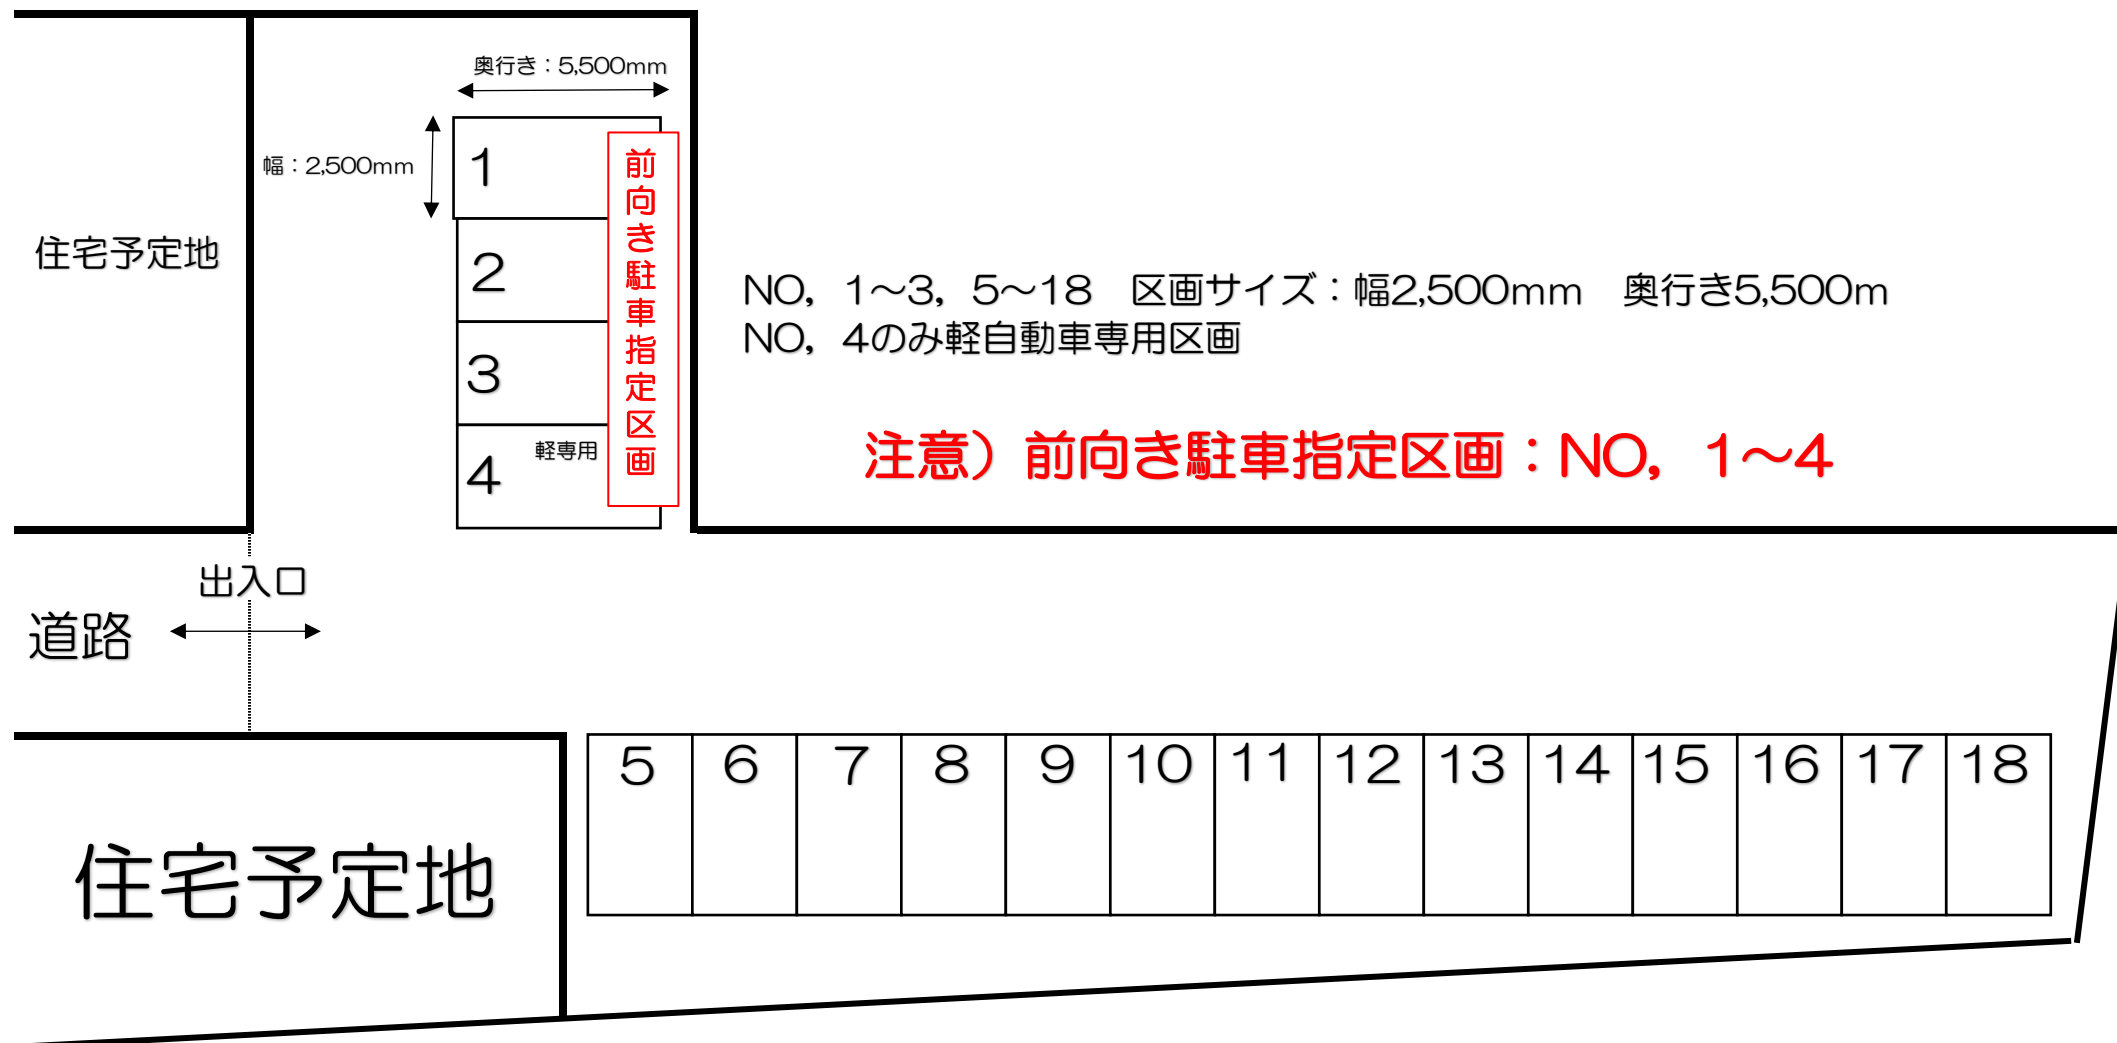 奥行き：5,500mm
幅：2,500mm
1
2
3
4
軽専用
前向き駐車指定区画
住宅予定地
NO，1～3，5～18　区画サイズ：幅2,500mm　奥行き5,500m
NO，4のみ軽自動車専用区画
注意）前向き駐車指定区画：NO，1～4
出入口
道路
5 6 7 8 9 10 11 12 13 14 15 16 17 18
住宅予定地